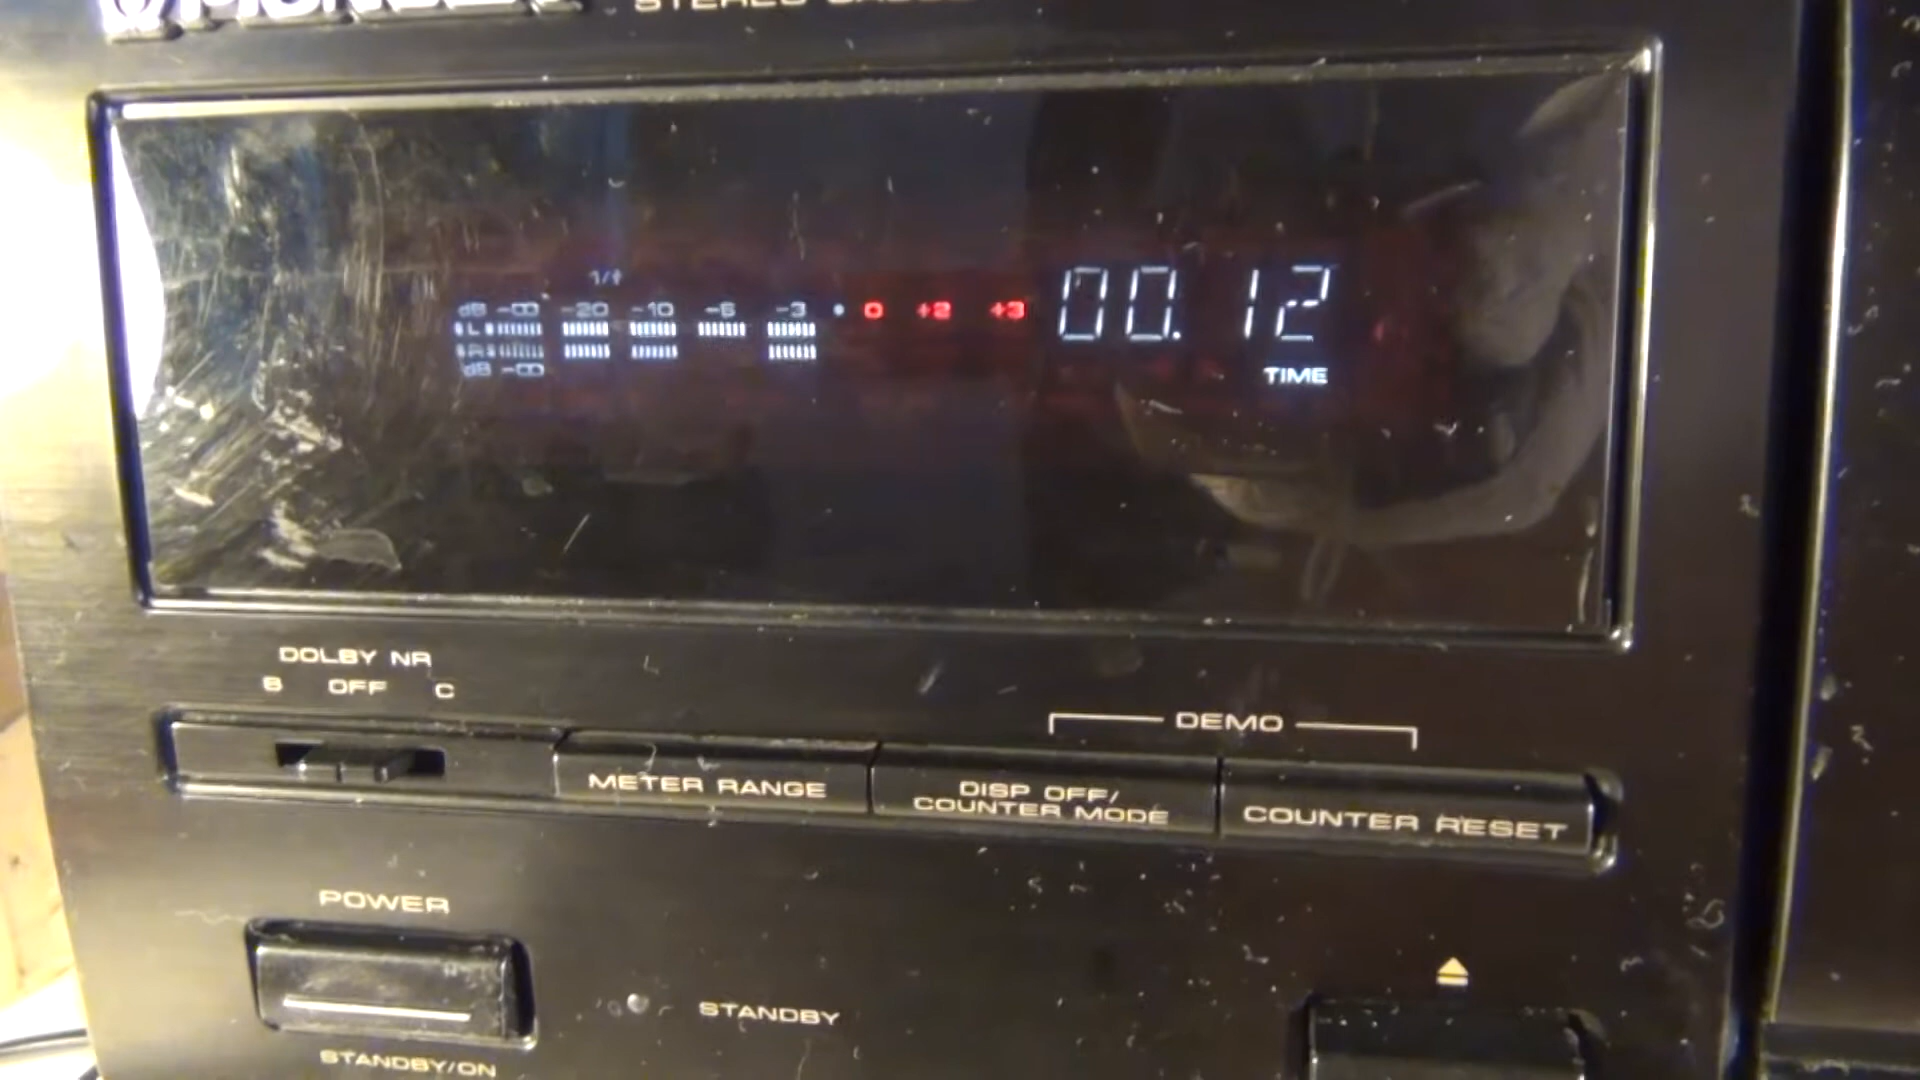 STEREO
dB -∞ -20 -10 -6 -3 • 0 +2 +3
L
R
dB -∞
00.12
TIME
DOLBY NR
B OFF C
DEMO
METER RANGE
DISP OFF/
COUNTER MODE
COUNTER RESET
POWER
STANDBY
STANDBY/ON